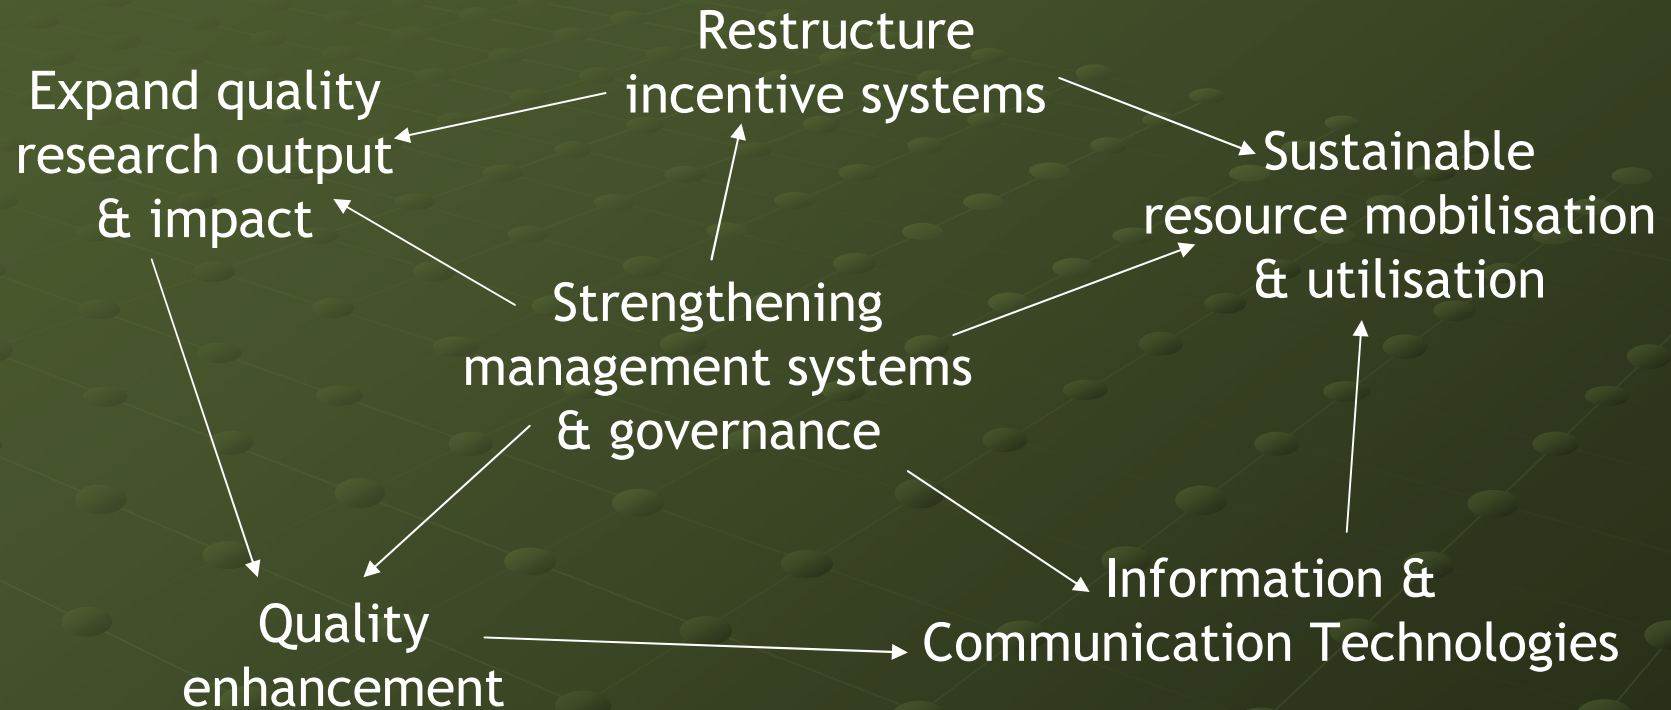 Restructure
incentive systems
Expand quality
research output
& impact
Sustainable
resource mobilisation
& utilisation
Strengthening
management systems
& governance
Information &
Communication Technologies
Quality
enhancement